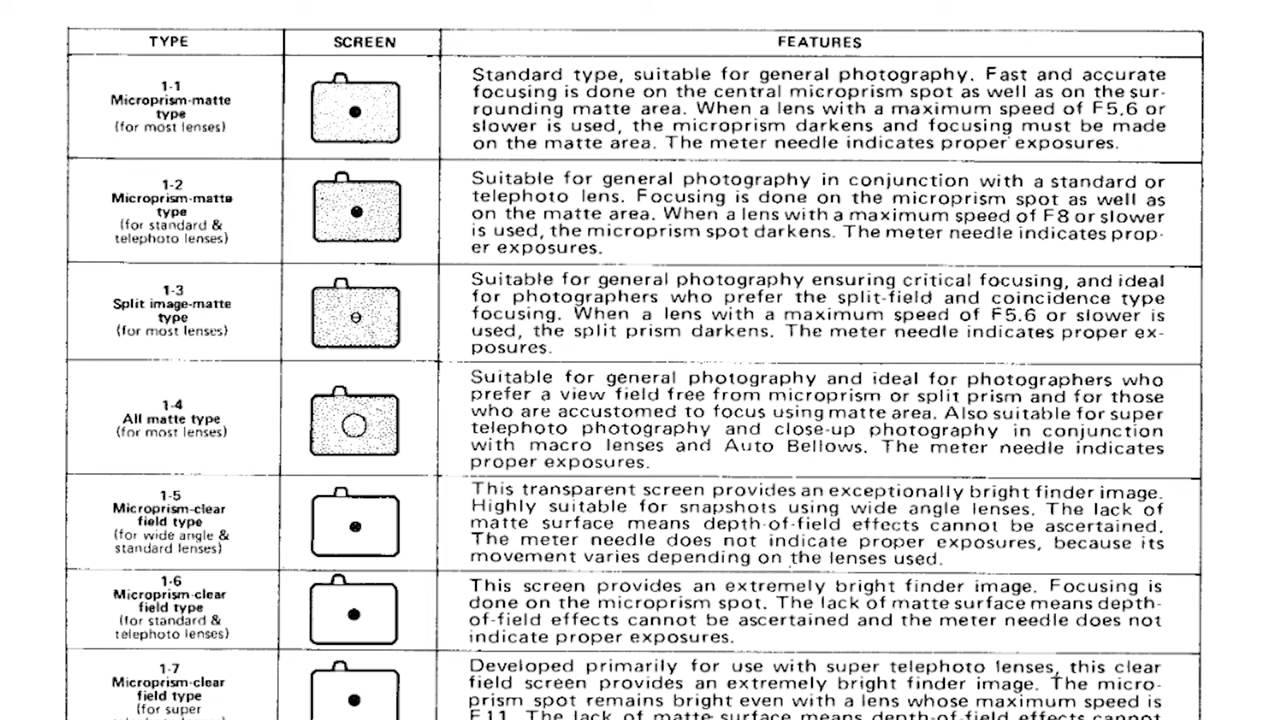 TYPE SCREEN FEATURES
1-1
Microprism-matte
type
(for most lenses)
Standard type, suitable for general photography. Fast and accurate
focusing is done on the central microprism spot as well as on the sur-
rounding matte area. When a lens with a maximum speed of F5.6 or
slower is used, the microprism darkens and focusing must be made
on the matte area. The meter needle indicates proper exposures.
1-2
Microprism-matte
type
(for standard &
telephoto lenses)
Suitable for general photography in conjunction with a standard or
telephoto lens. Focusing is done on the microprism spot as well as
on the matte area. When a lens with a maximum speed of F8 or slower
is used, the microprism spot darkens. The meter needle indicates prop-
er exposures.
1-3
Split image-matte
type
(for most lenses)
Suitable for general photography ensuring critical focusing, and ideal
for photographers who prefer the split-field and coincidence type
focusing. When a lens with a maximum speed of F5.6 or slower is
used, the split prism darkens. The meter needle indicates proper ex-
posures.
1-4
All matte type
(for most lenses)
Suitable for general photography and ideal for photographers who
prefer a view field free from microprism or split prism and for those
who are accustomed to focus using matte area. Also suitable for super
telephoto photography and close-up photography in conjunction
with macro lenses and Auto Bellows. The meter needle indicates
proper exposures.
1-5
Microprism-clear
field type
(for wide angle &
standard lenses)
This transparent screen provides an exceptionally bright finder image.
Highly suitable for snapshots using wide angle lenses. The lack of
matte surface means depth-of-field effects cannot be ascertained.
The meter needle does not indicate proper exposures, because its
movement varies depending on the lenses used.
1-6
Microprism-clear
field type
(for standard &
telephoto lenses)
This screen provides an extremely bright finder image. Focusing is
done on the microprism spot. The lack of matte surface means depth-
of-field effects cannot be ascertained and the meter needle does not
indicate proper exposures.
1-7
Microprism-clear
field type
(for super
Developed primarily for use with super telephoto lenses, this clear
field screen provides an extremely bright finder image. The micro-
prism spot remains bright even with a lens whose maximum speed is
F11. The lack of matte surface means depth-of-field effects cannot